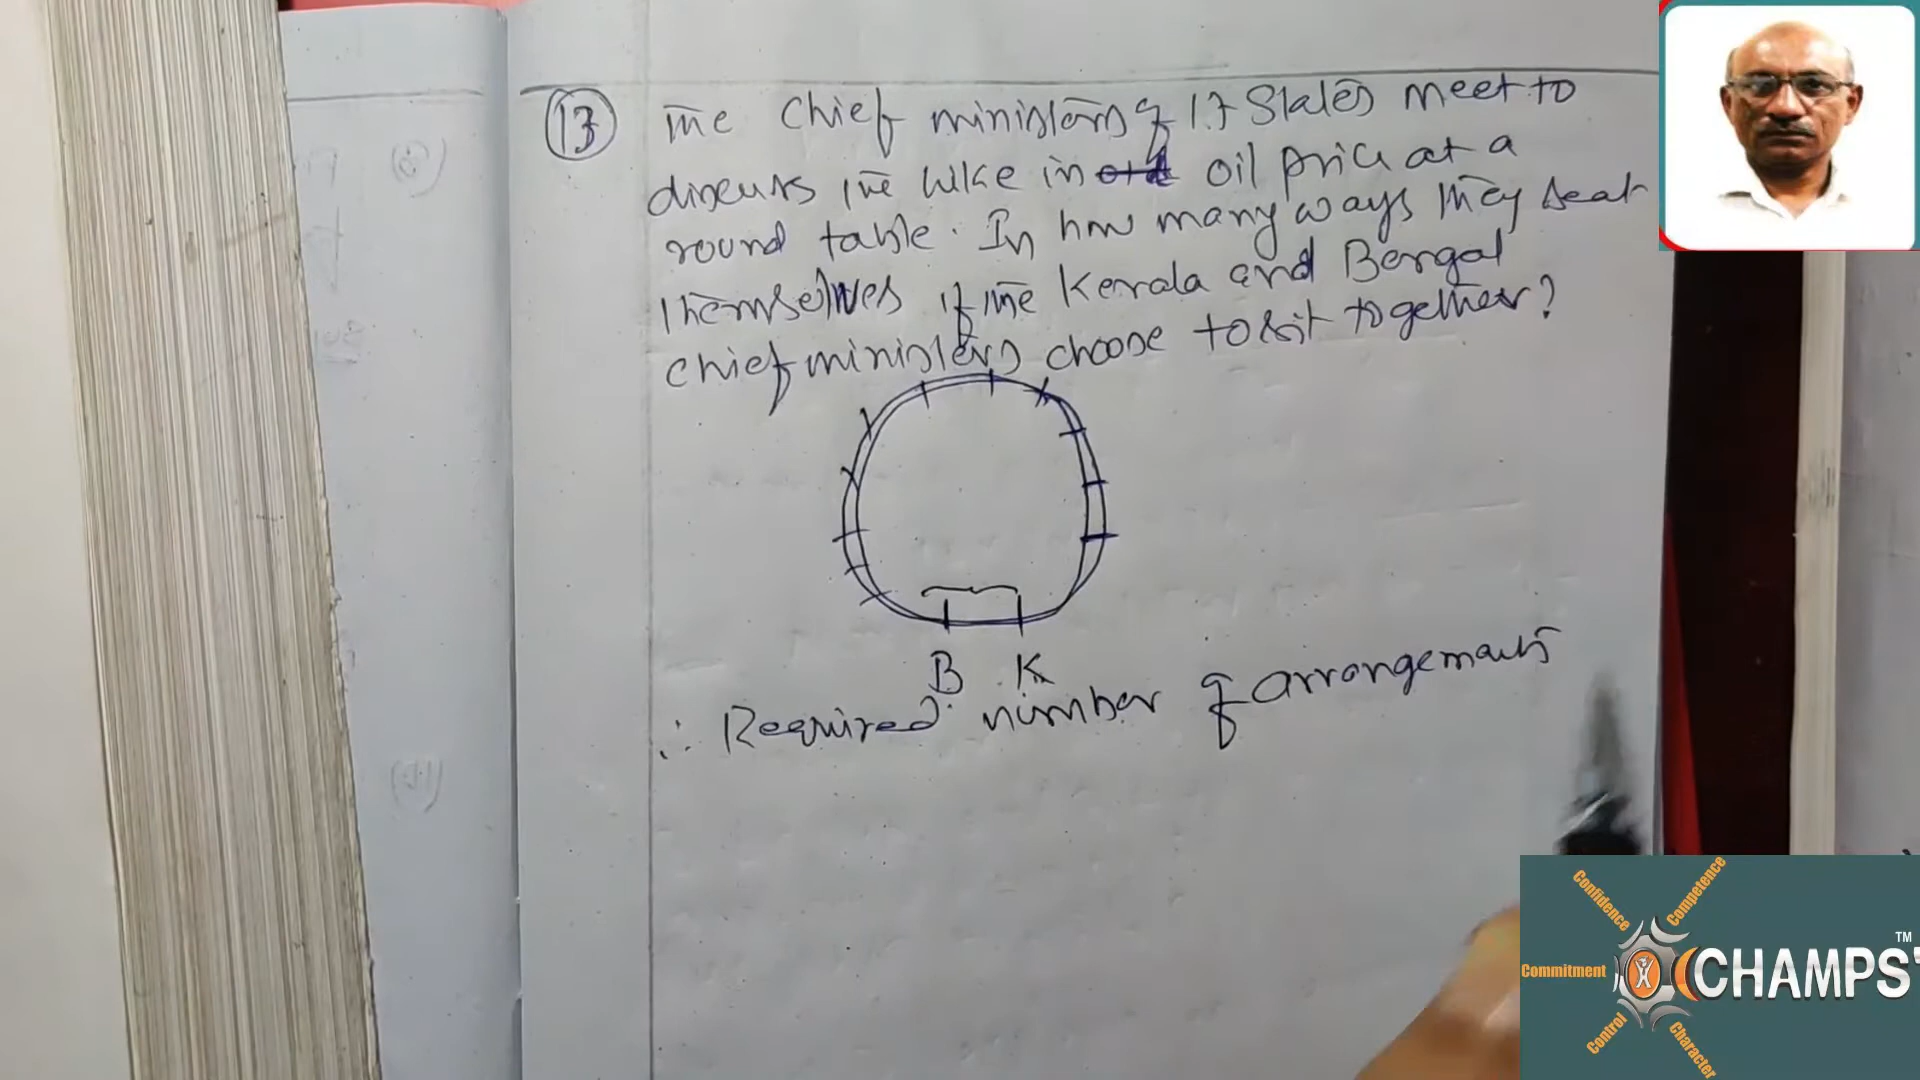 13 The chief ministers of 17 States meet to
discuss the hike in oil price at a
round table. In how many ways they seat
themselves if the Kerala and Bengal
chief ministers choose to sit together?
B K
∴ Required number of arrangements
Confidence
Competence
Commitment
CHAMPS
TM
Control
Character